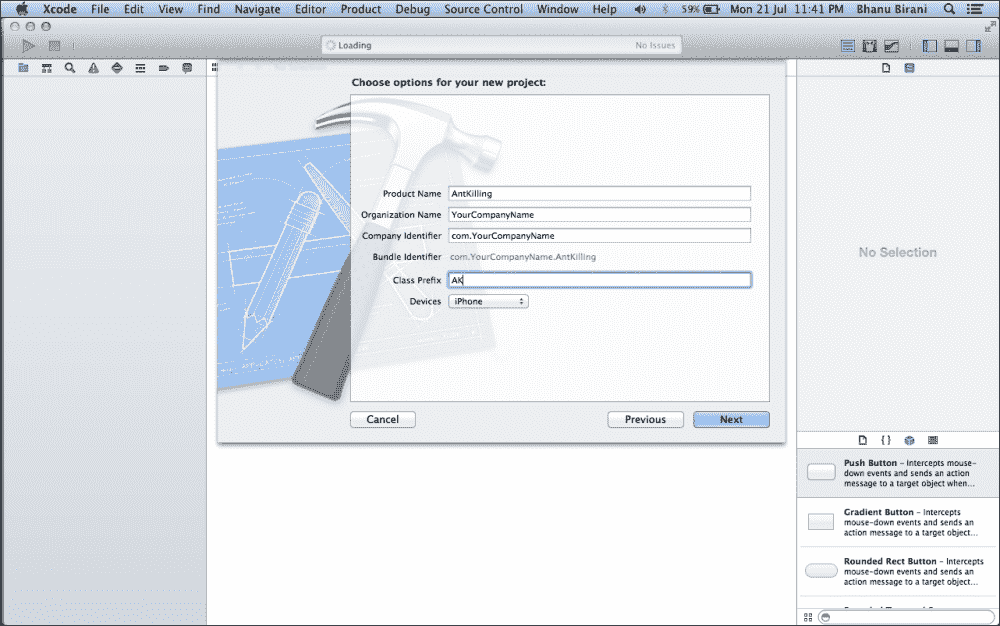 Xcode File Edit View Find Navigate Editor Product Debug Source Control Window Help 59% Mon 21 Jul 11:41 PM Bhanu Birani
Loading No Issues
Choose options for your new project:
Product Name AntKilling
Organization Name YourCompanyName
Company Identifier com.YourCompanyName
Bundle Identifier com.YourCompanyName.AntKilling
Class Prefix AK
Devices iPhone
Cancel Previous Next
No Selection
Push Button – Intercepts mouse-
down events and sends an action
message to a target object when...
Gradient Button – Intercepts
mouse-down events and sends an
action message to a target object...
Rounded Rect Button – Intercepts
mouse-down events and sends an
action message to a target object...